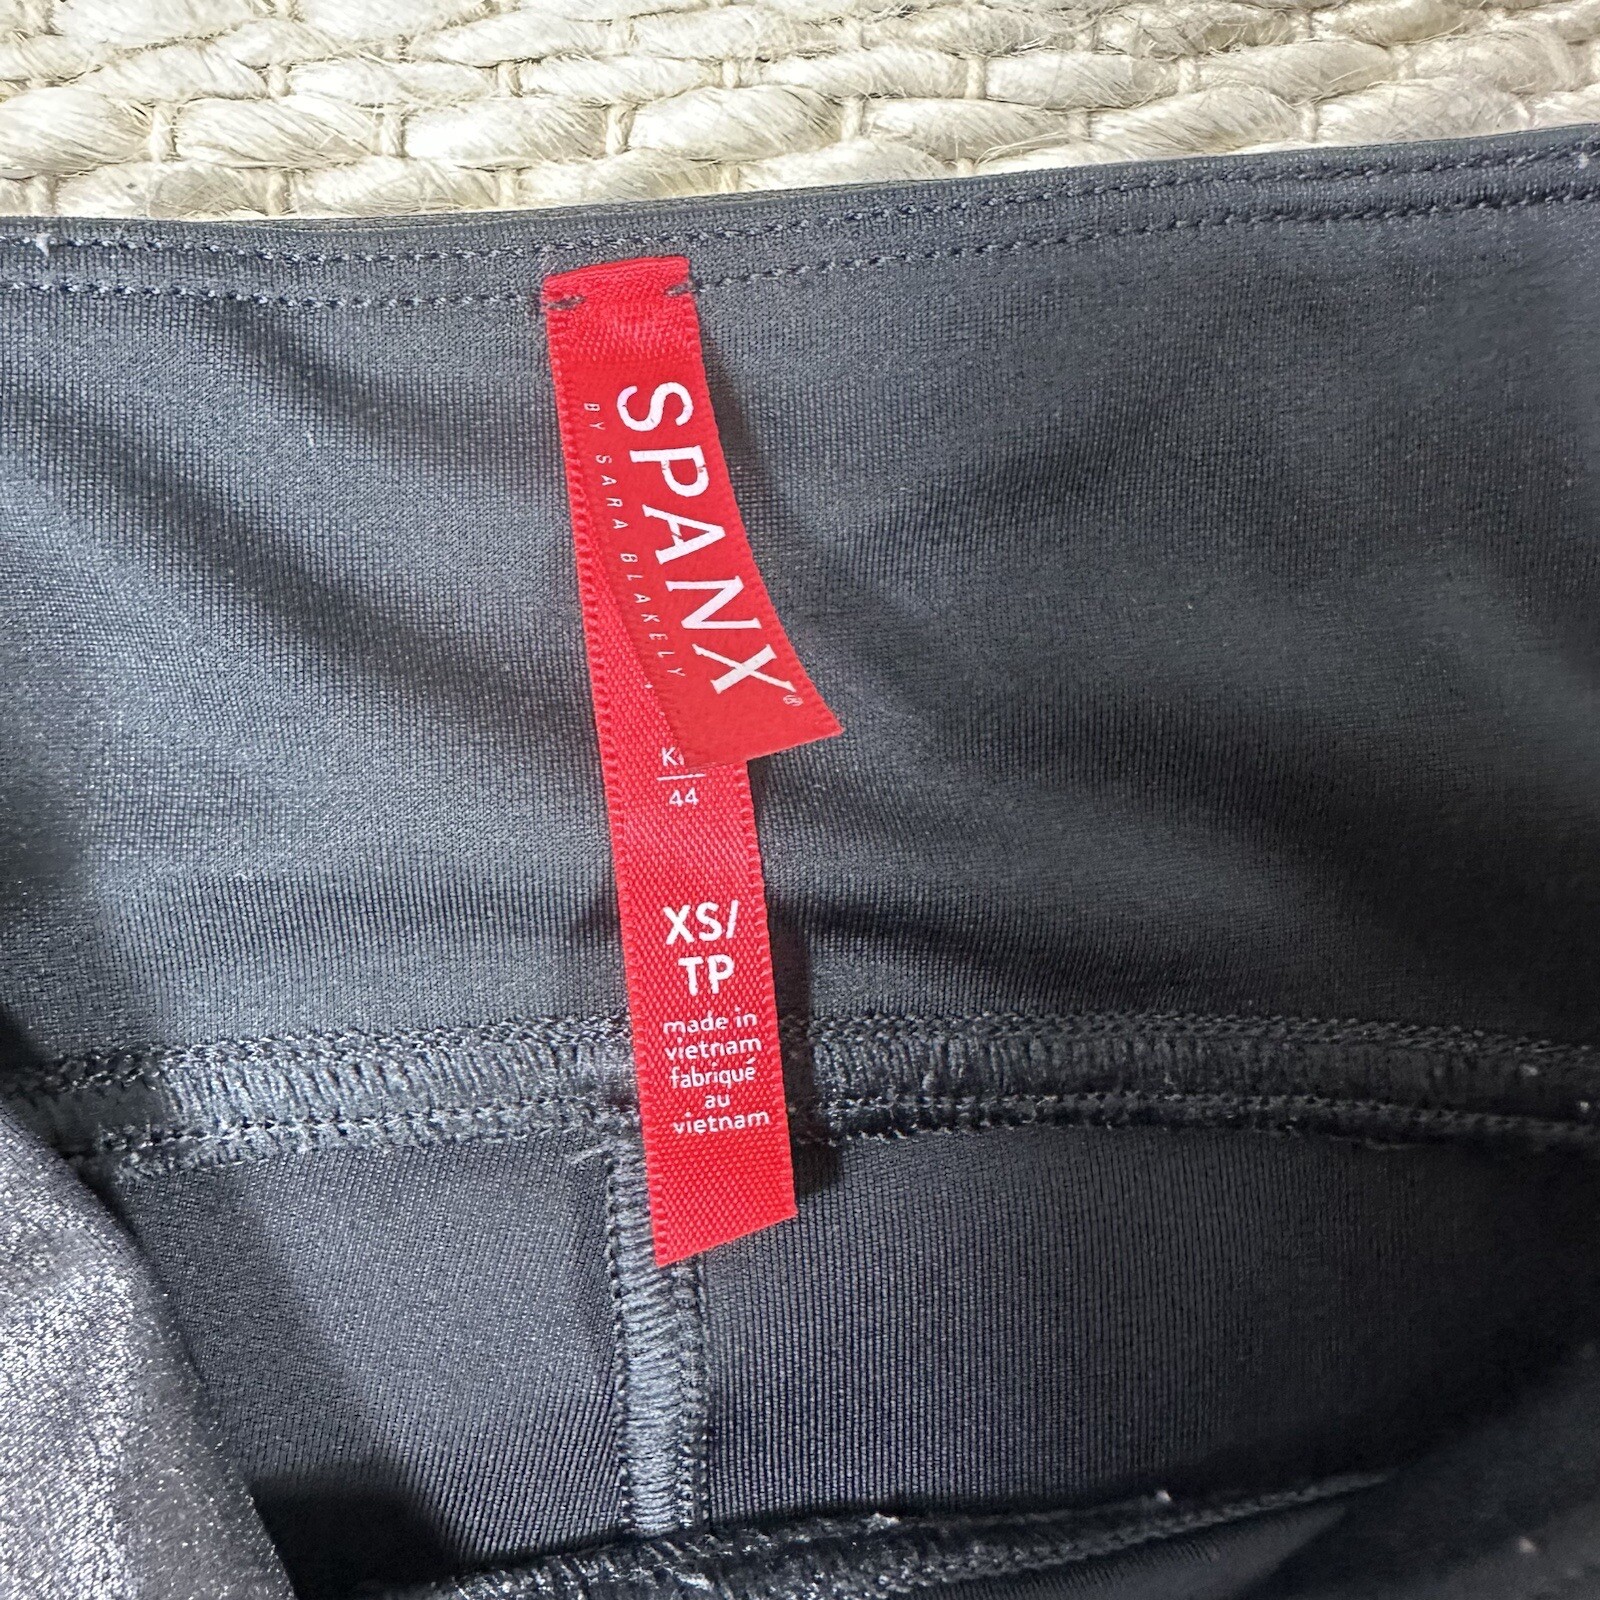 SPANX®
BY SARA BLAKELY
44
XS/
TP
made in
vietnam
fabriqué
au
vietnam